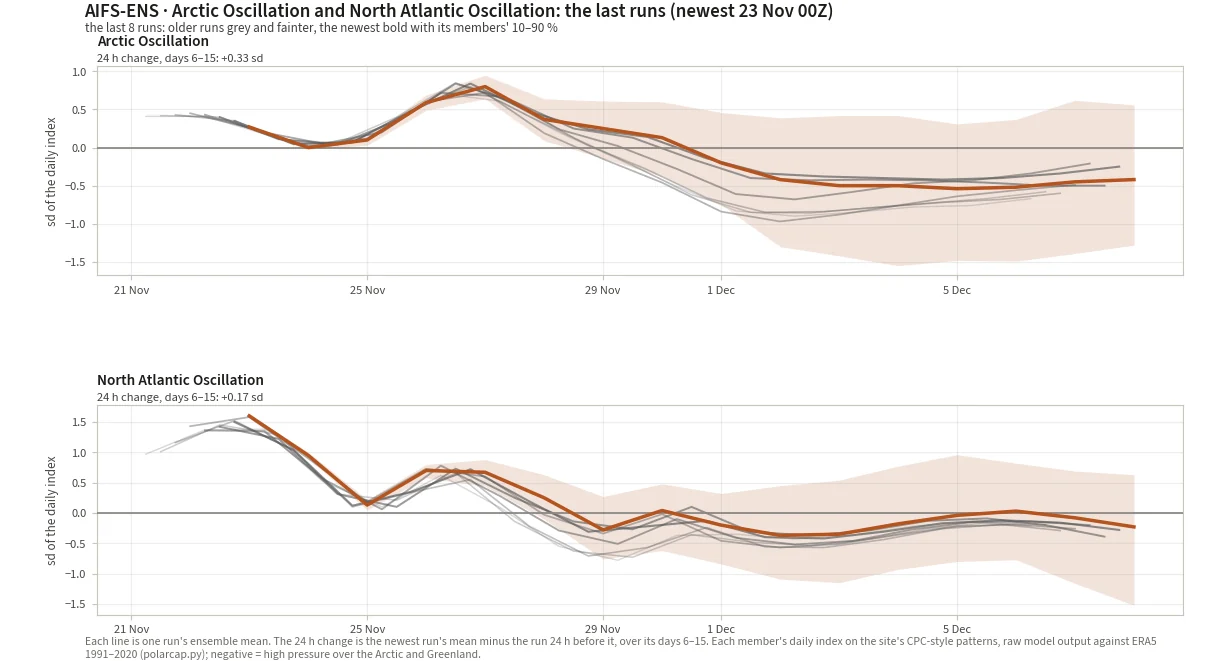 AIFS-ENS · Arctic Oscillation and North Atlantic Oscillation: the last runs (newest 23 Nov 00Z)
the last 8 runs: older runs grey and fainter, the newest bold with its members' 10–90 %
Arctic Oscillation
24 h change, days 6–15: +0.33 sd
sd of the daily index
1.0
0.5
0.0
−0.5
−1.0
−1.5
21 Nov 25 Nov 29 Nov 1 Dec 5 Dec
North Atlantic Oscillation
24 h change, days 6–15: +0.17 sd
sd of the daily index
1.5
1.0
0.5
0.0
−0.5
−1.0
−1.5
21 Nov 25 Nov 29 Nov 1 Dec 5 Dec
Each line is one run's ensemble mean. The 24 h change is the newest run's mean minus the run 24 h before it, over its days 6–15. Each member's daily index on the site's CPC-style patterns, raw model output against ERA5
1991–2020 (polarcap.py); negative = high pressure over the Arctic and Greenland.